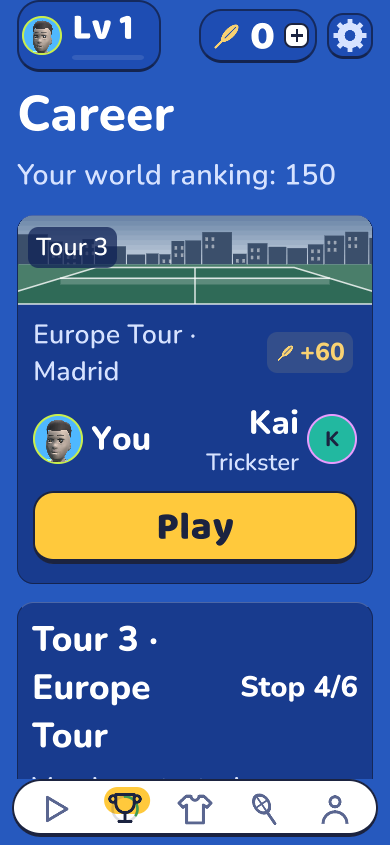 Lv 1
0
Career
Your world ranking: 150
Tour 3
Europe Tour ·
Madrid
+60
You
Kai
Trickster
K
Play
Tour 3 ·
Europe
Tour
Stop 4/6